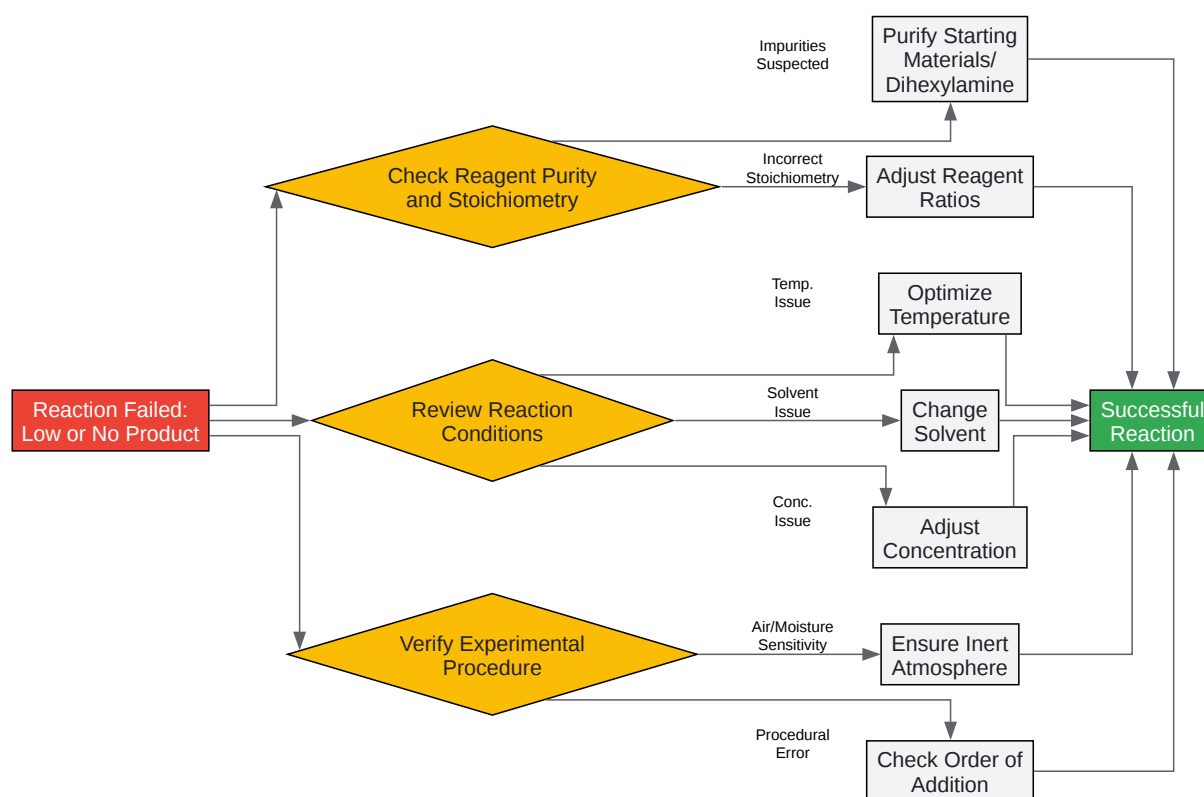 Impurities
Suspected
Purify Starting
Materials/
Dihexylamine
Check Reagent Purity
and Stoichiometry
Incorrect
Stoichiometry
Adjust Reagent
Ratios
Temp.
Issue
Optimize
Temperature
Reaction Failed:
Low or No Product
Review Reaction
Conditions
Solvent
Issue
Change
Solvent
Successful
Reaction
Conc.
Issue
Adjust
Concentration
Verify Experimental
Procedure
Air/Moisture
Sensitivity
Ensure Inert
Atmosphere
Procedural
Error
Check Order of
Addition